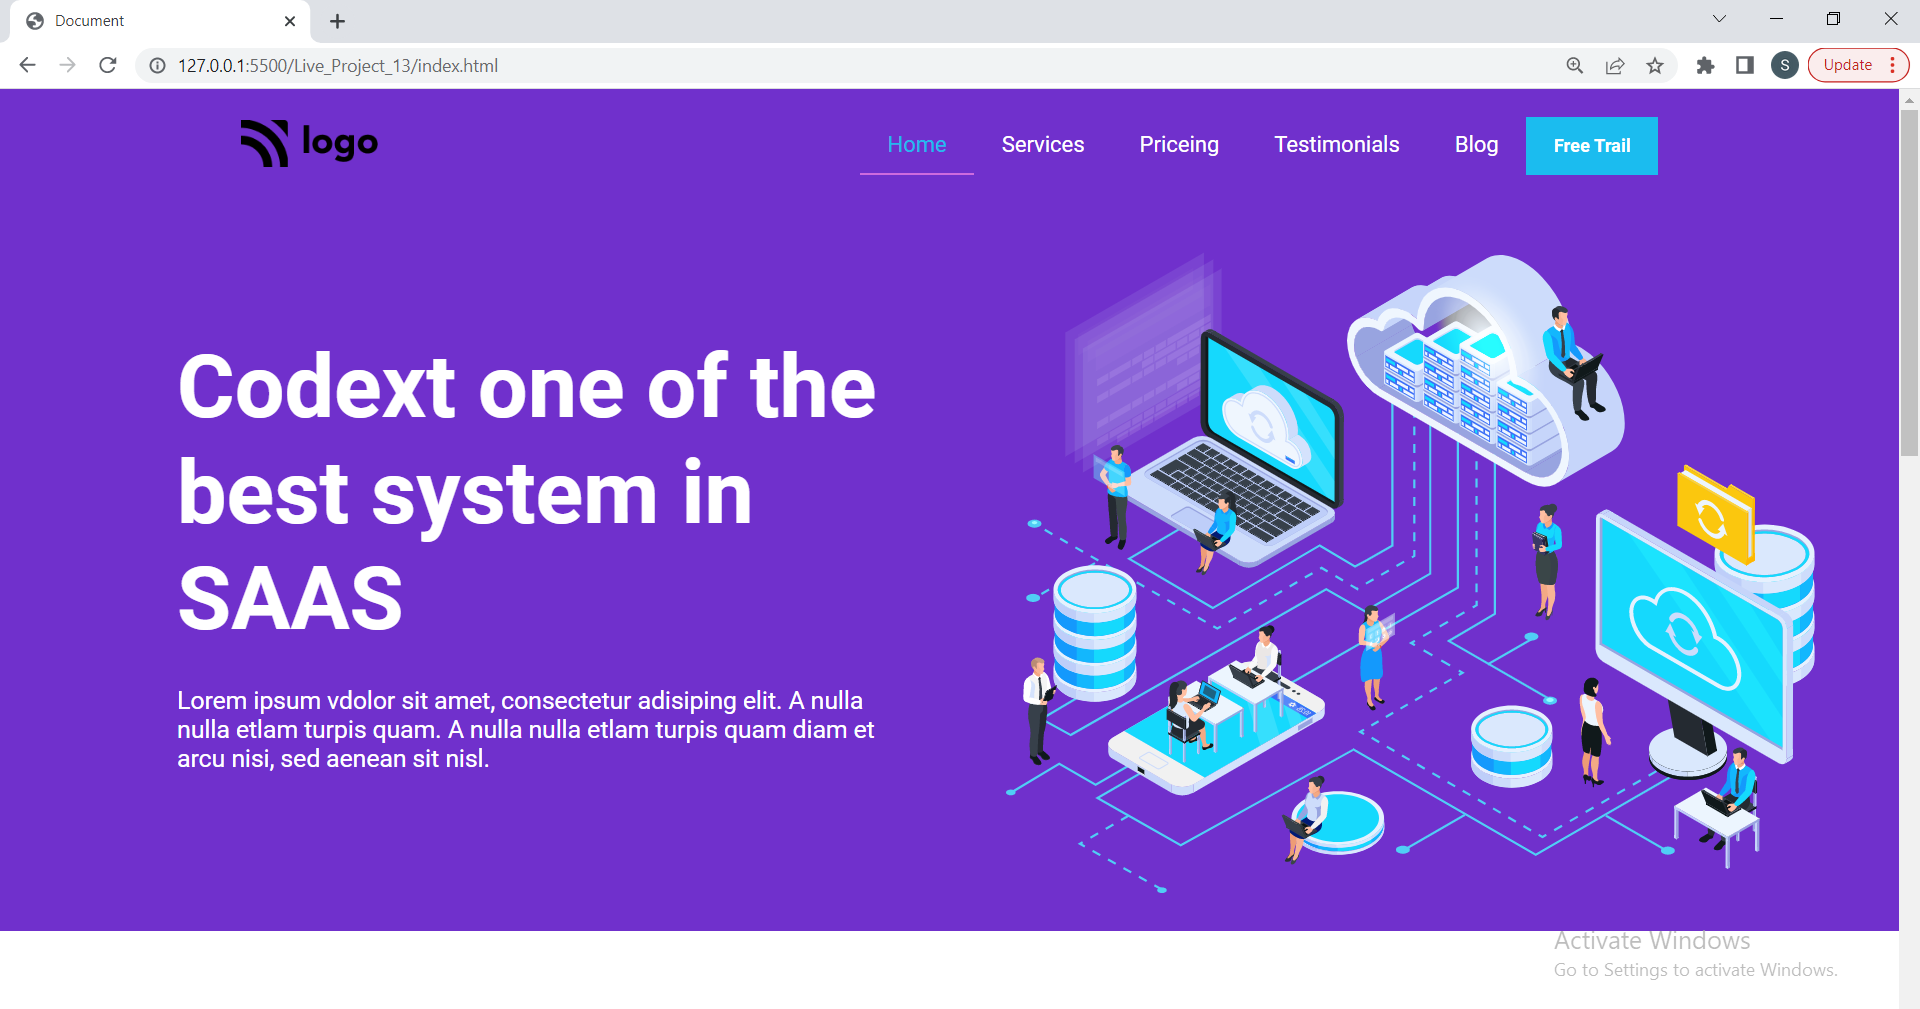 Document
127.0.0.1:5500/Live_Project_13/index.html
S
Update
logo
Home
Services
Priceing
Testimonials
Blog
Free Trail
Codext one of the
best system in
SAAS
Lorem ipsum vdolor sit amet, consectetur adisiping elit. A nulla
nulla etlam turpis quam. A nulla nulla etlam turpis quam diam et
arcu nisi, sed aenean sit nisl.
Activate Windows
Go to Settings to activate Windows.